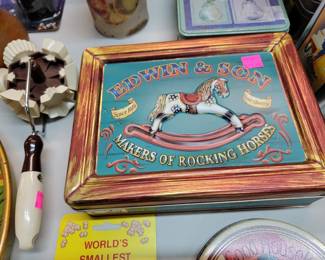 EDWIN & SON
MAKERS OF ROCKING HORSES
WORLD'S
SMALLEST